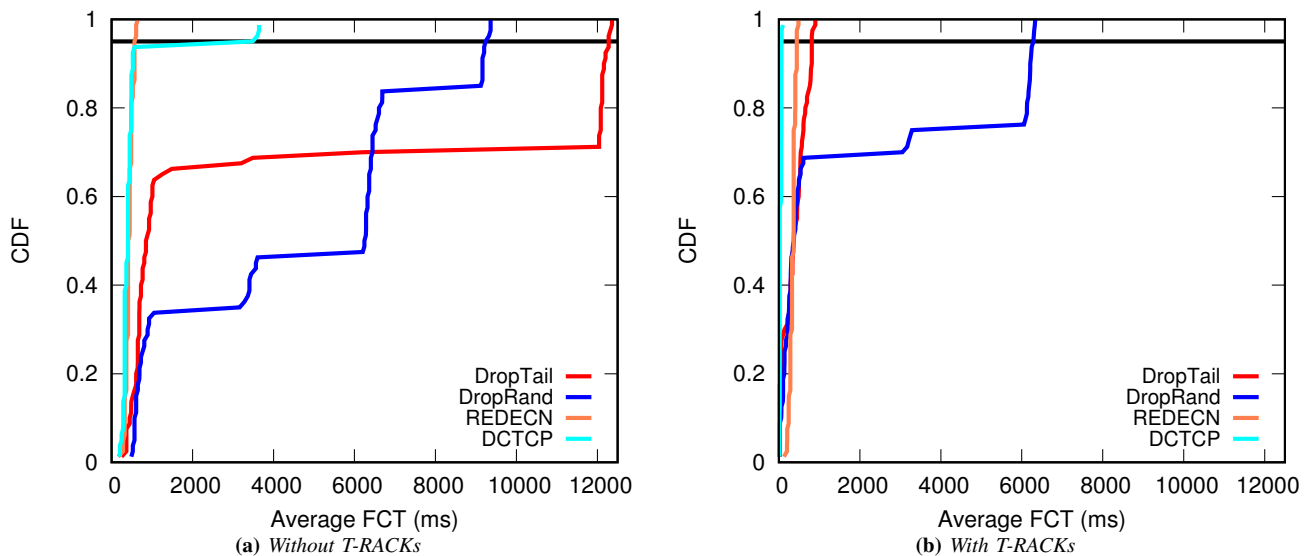 1
0.8
0.6
0.4
0.2
0
CDF
0 2000 4000 6000 8000 10000 12000
Average FCT (ms)
DropTail
DropRand
REDECN
DCTCP
(a) Without T-RACKs
1
0.8
0.6
0.4
0.2
0
CDF
0 2000 4000 6000 8000 10000 12000
Average FCT (ms)
DropTail
DropRand
REDECN
DCTCP
(b) With T-RACKs